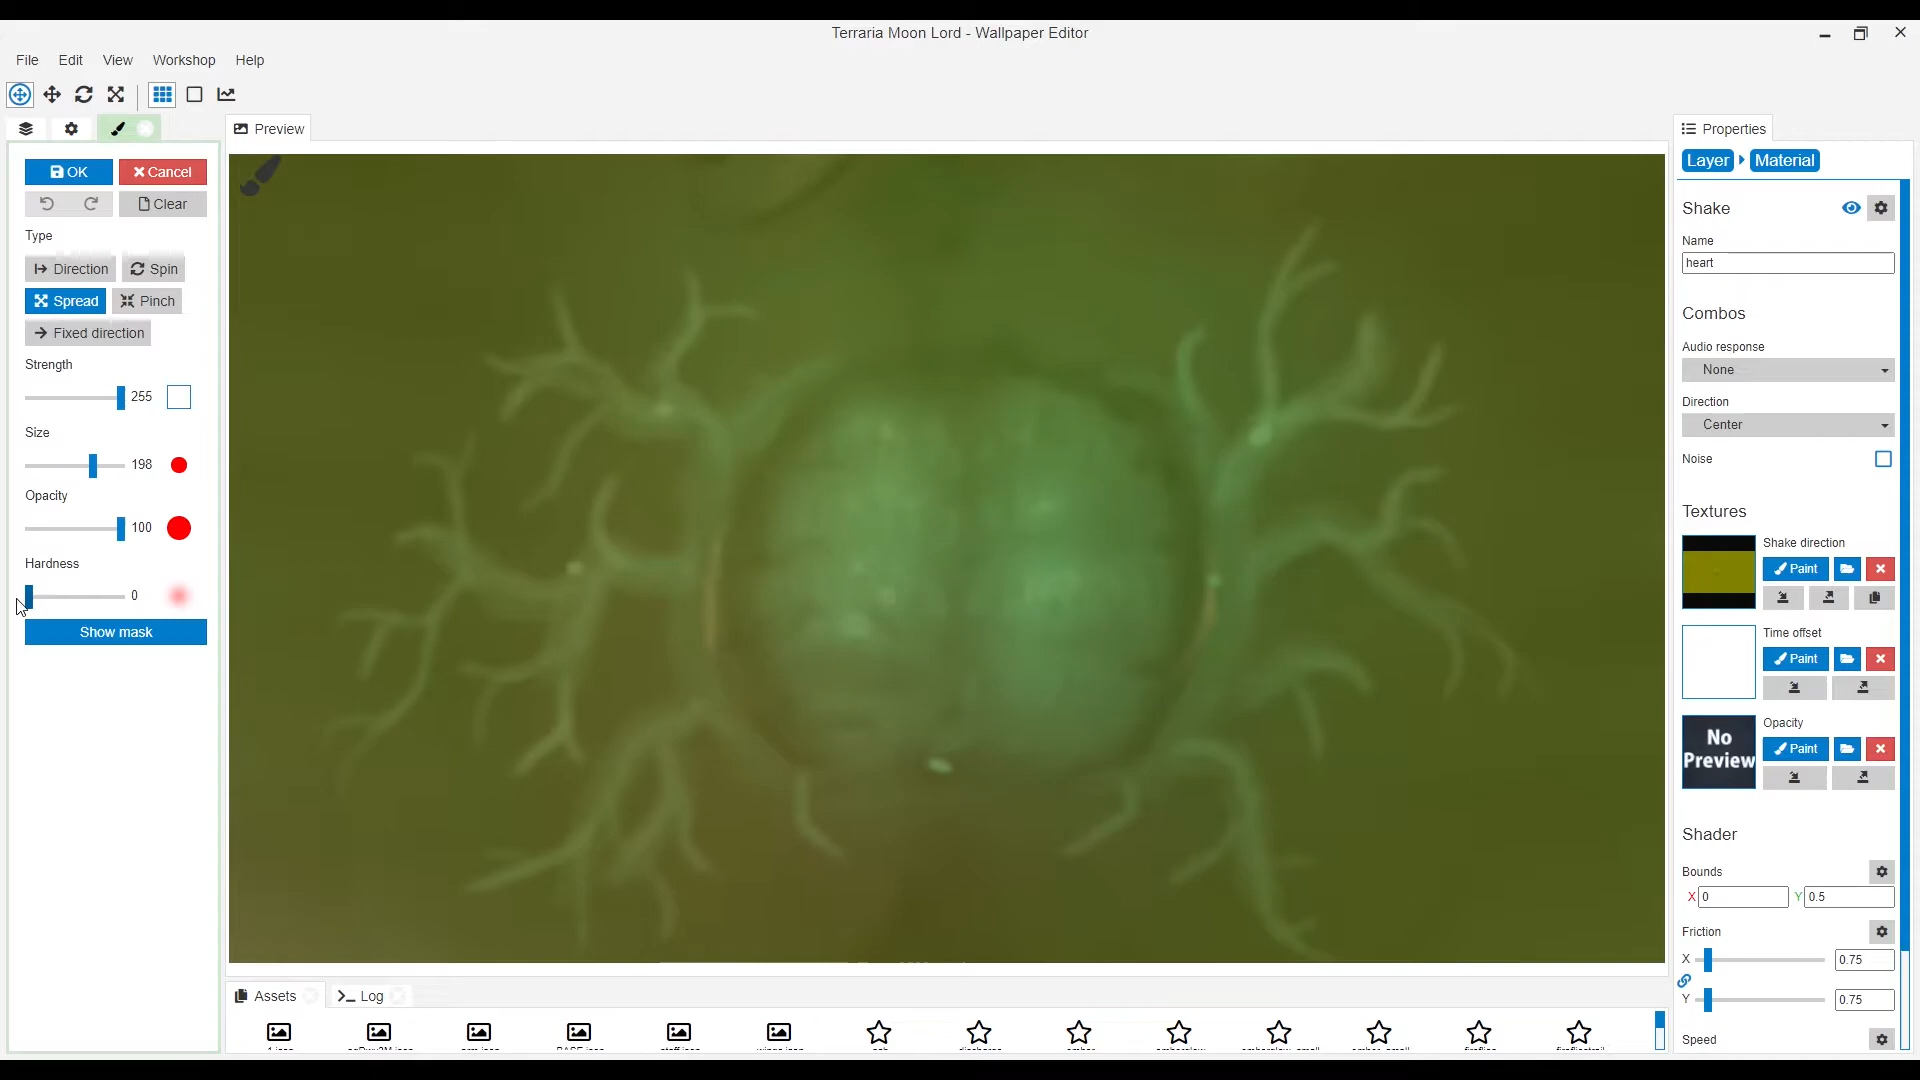 Terraria Moon Lord - Wallpaper Editor
File Edit View Workshop Help
Preview
Properties
OK Cancel
Layer Material
Clear
Shake
Type
Name
Direction Spin
heart
Spread Pinch
Combos
Fixed direction
Audio response
Strength
None
255
Direction
Size
Center
198
Noise
Opacity
Textures
100
Shake direction
Hardness
Paint
0
Show mask
Time offset
Paint
Opacity
No
Preview
Paint
Shader
Bounds
X 0 Y 0.5
Friction
X 0.75
Y 0.75
Assets Log
Speed